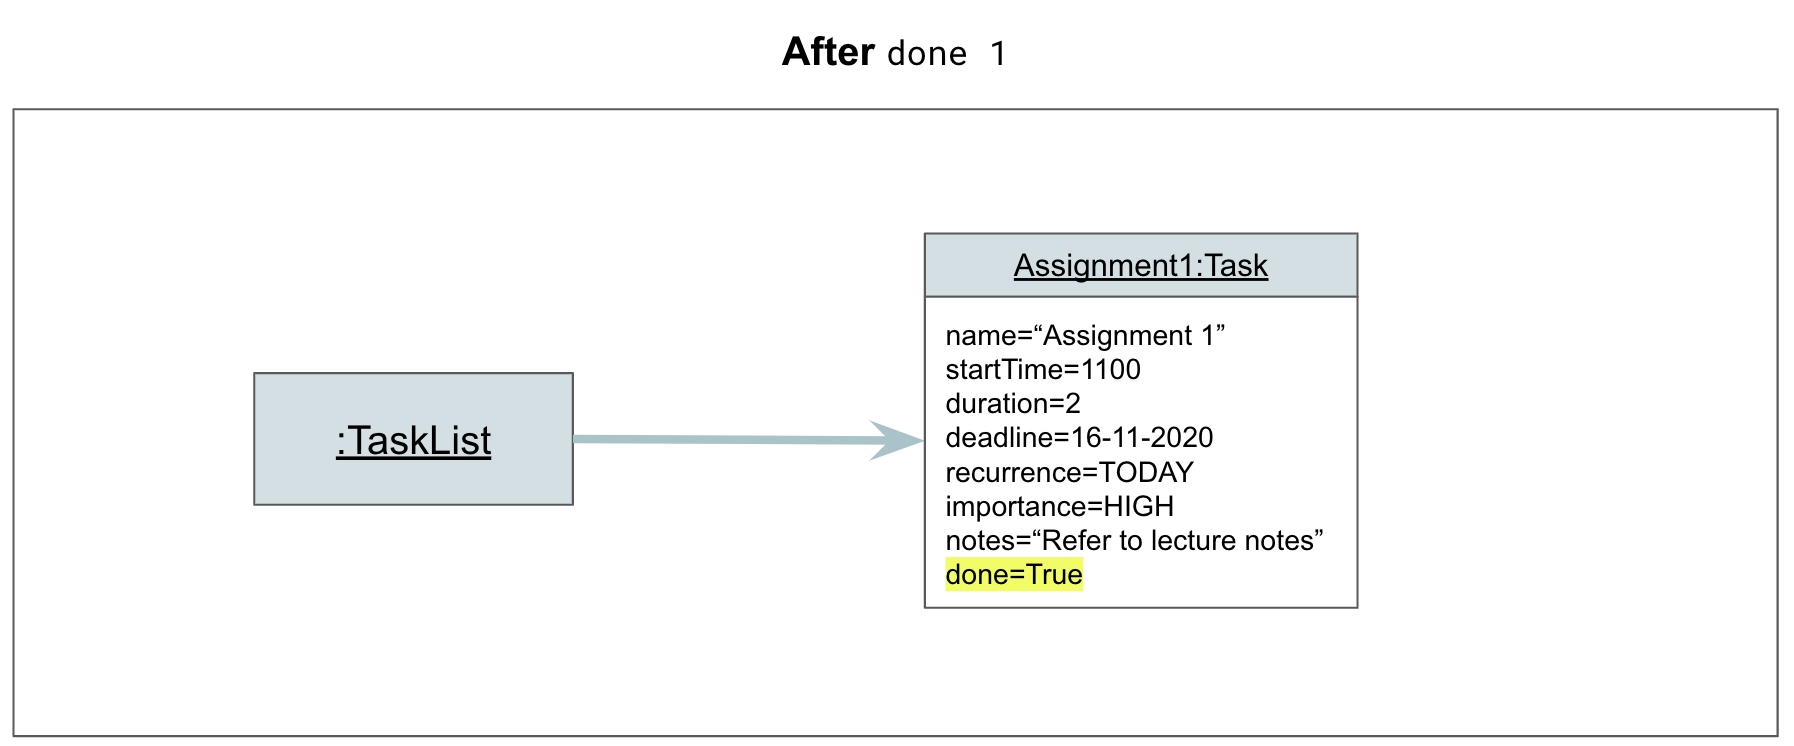 After done 1
Assignment1:Task
name=“Assignment 1”
startTime=1100
duration=2
deadline=16-11-2020
recurrence=TODAY
importance=HIGH
notes=“Refer to lecture notes”
done=True
:TaskList